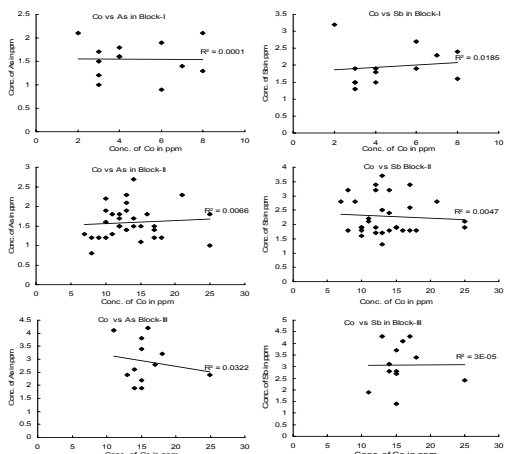 Co vs As in Block-I
Conc. of As in ppm
2.5
2
1.5
1
0.5
0
R² = 0.0001
0 2 4 6 8 10
Conc. of Co in ppm
Co vs Sb in Block-I
Conc. of Sb in ppm
3.5
3
2.5
2
1.5
1
0.5
0
R² = 0.0185
0 2 4 6 8 10
Conc. of Co in ppm
Co vs As in Block-II
Conc. of As in ppm
3
2.5
2
1.5
1
0.5
0
R² = 0.0066
0 5 10 15 20 25 30
Conc. of Co in ppm
Co vs Sb Block-II
Conc. of Sb in ppm
4
3.5
3
2.5
2
1.5
1
0.5
0
R² = 0.0047
0 5 10 15 20 25 30
Conc. of Co in ppm
Co vs As Block-III
Conc. of As in ppm
4.5
4
3.5
3
2.5
2
1.5
1
0.5
0
R² = 0.0322
0 5 10 15 20 25 30
Conc. of Co in ppm
Co vs Sb in Block-III
Conc. of Sb in ppm
5
4.5
4
3.5
3
2.5
2
1.5
1
0.5
0
R² = 3E-05
0 5 10 15 20 25 30
Conc. of Co in ppm